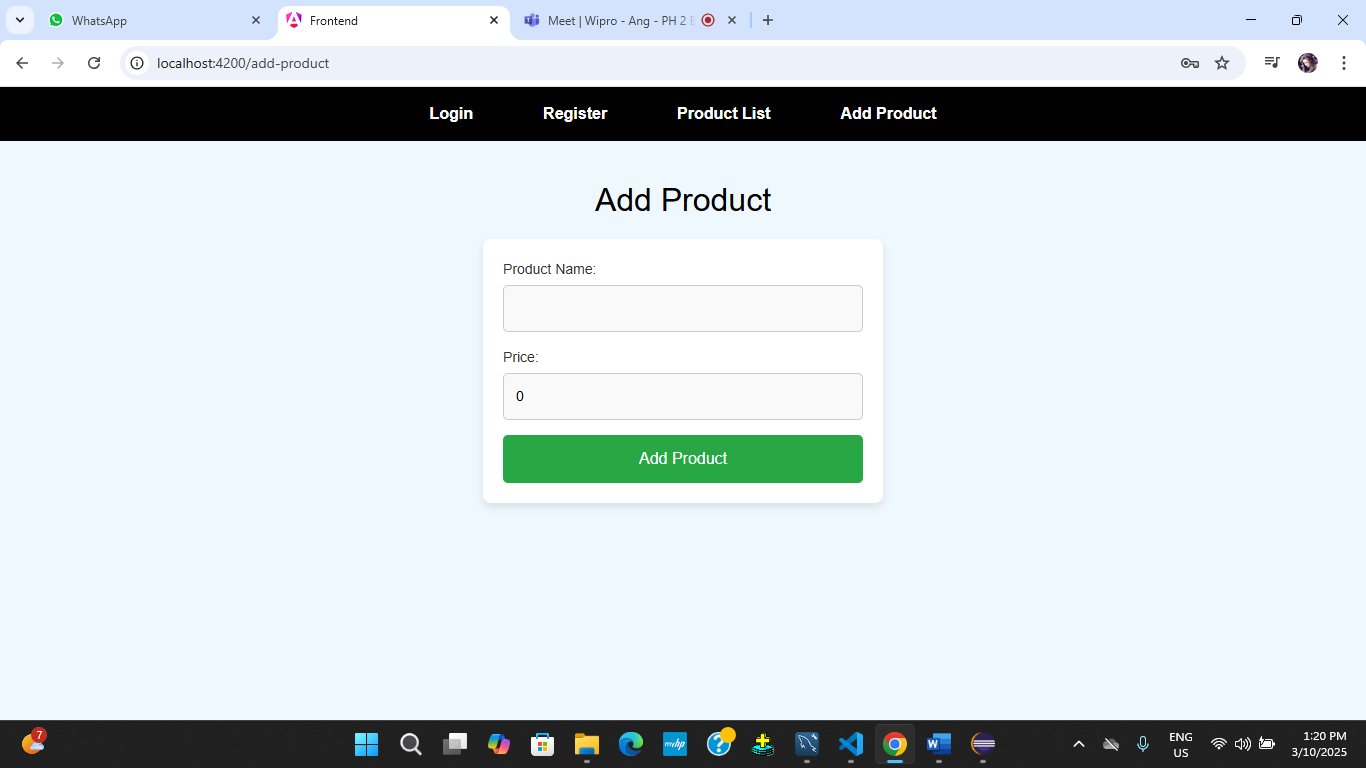 WhatsApp
Frontend
Meet | Wipro - Ang - PH 2
localhost:4200/add-product
Login
Register
Product List
Add Product
Add Product
Product Name:
Price:
0
Add Product
7
myhp
ENG
US
1:20 PM
3/10/2025